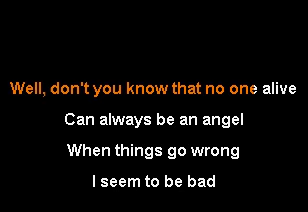 Well, don't you know that no one alive
Can always be an angel
When things go wrong
I seem to be bad